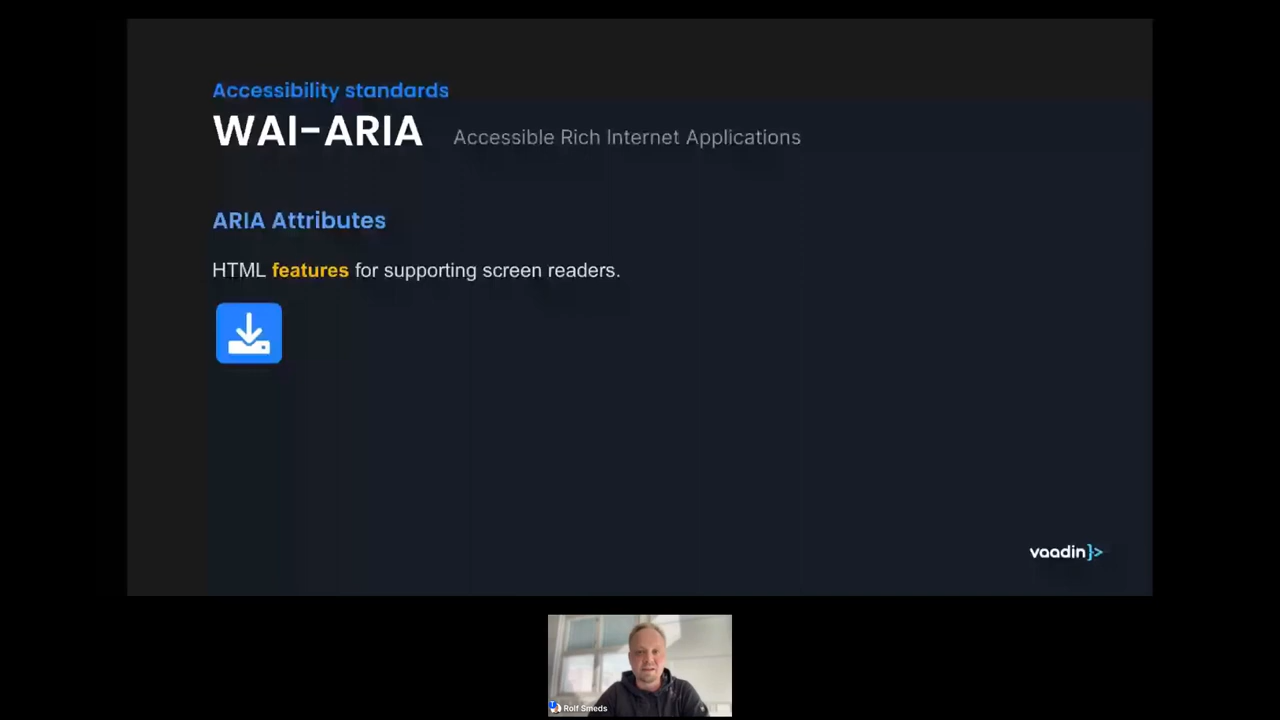 Accessibility standards
WAI-ARIA Accessible Rich Internet Applications
ARIA Attributes
HTML features for supporting screen readers.
vaadin}>
Rolf Smeds